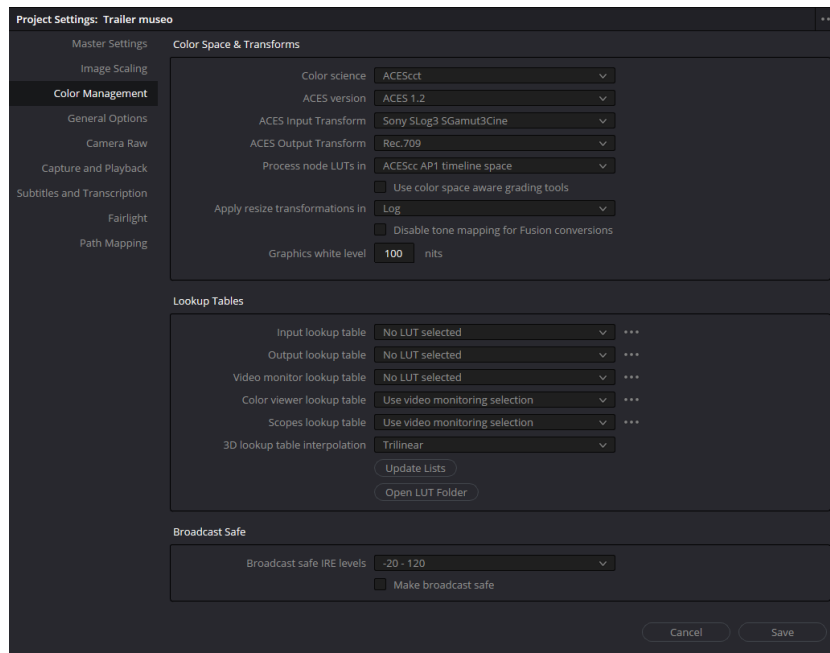 Project Settings: Trailer museo
Master Settings
Image Scaling
Color Management
General Options
Camera Raw
Capture and Playback
Subtitles and Transcription
Fairlight
Path Mapping
Color Space & Transforms
Color science ACEScct
ACES version ACES 1.2
ACES Input Transform Sony SLog3 SGamut3Cine
ACES Output Transform Rec.709
Process node LUTs in ACEScc AP1 timeline space
Use color space aware grading tools
Apply resize transformations in Log
Disable tone mapping for Fusion conversions
Graphics white level 100 nits
Lookup Tables
Input lookup table No LUT selected
Output lookup table No LUT selected
Video monitor lookup table No LUT selected
Color viewer lookup table Use video monitoring selection
Scopes lookup table Use video monitoring selection
3D lookup table interpolation Trilinear
Update Lists
Open LUT Folder
Broadcast Safe
Broadcast safe IRE levels -20 - 120
Make broadcast safe
Cancel Save